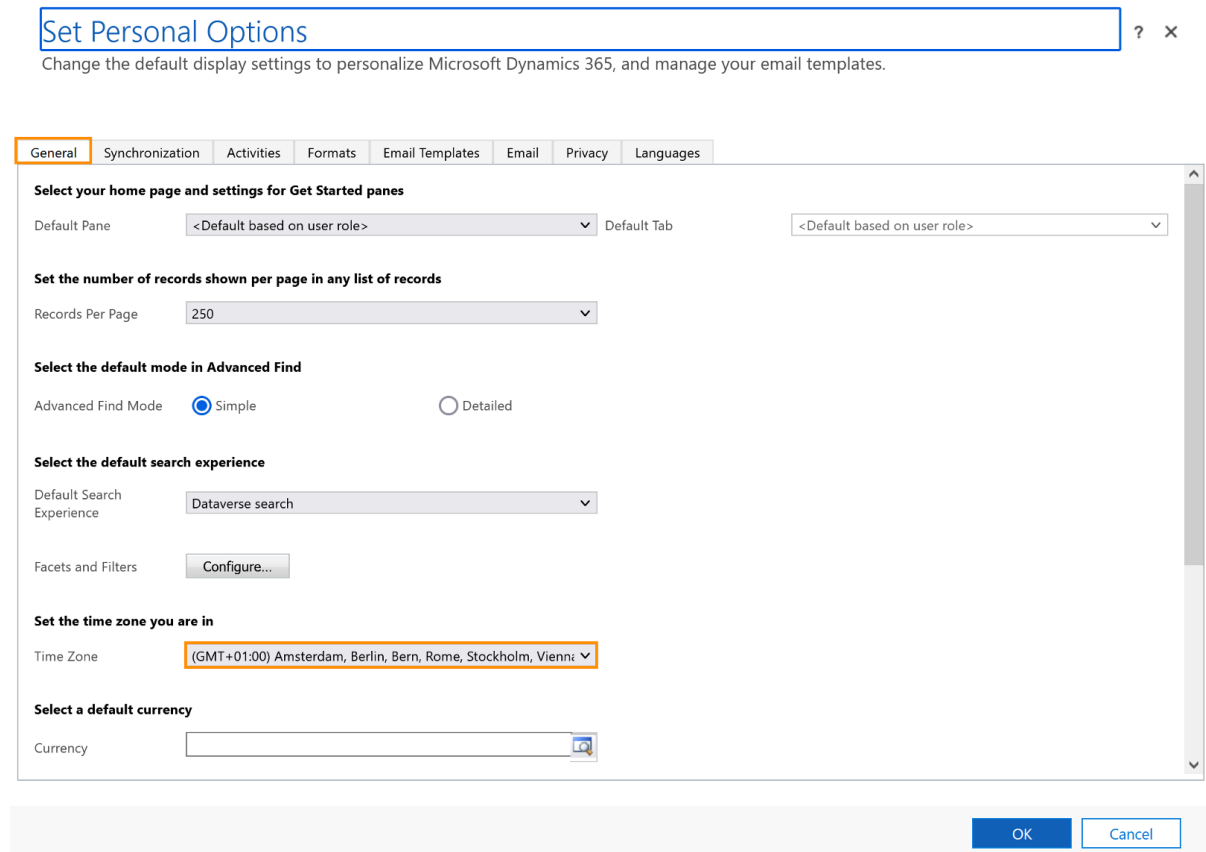 Set Personal Options
? ×
Change the default display settings to personalize Microsoft Dynamics 365, and manage your email templates.
General Synchronization Activities Formats Email Templates Email Privacy Languages
Select your home page and settings for Get Started panes
Default Pane <Default based on user role> Default Tab <Default based on user role>
Set the number of records shown per page in any list of records
Records Per Page 250
Select the default mode in Advanced Find
Advanced Find Mode Simple Detailed
Select the default search experience
Default Search
Experience
Dataverse search
Facets and Filters Configure...
Set the time zone you are in
Time Zone (GMT+01:00) Amsterdam, Berlin, Bern, Rome, Stockholm, Vienna
Select a default currency
Currency
OK Cancel